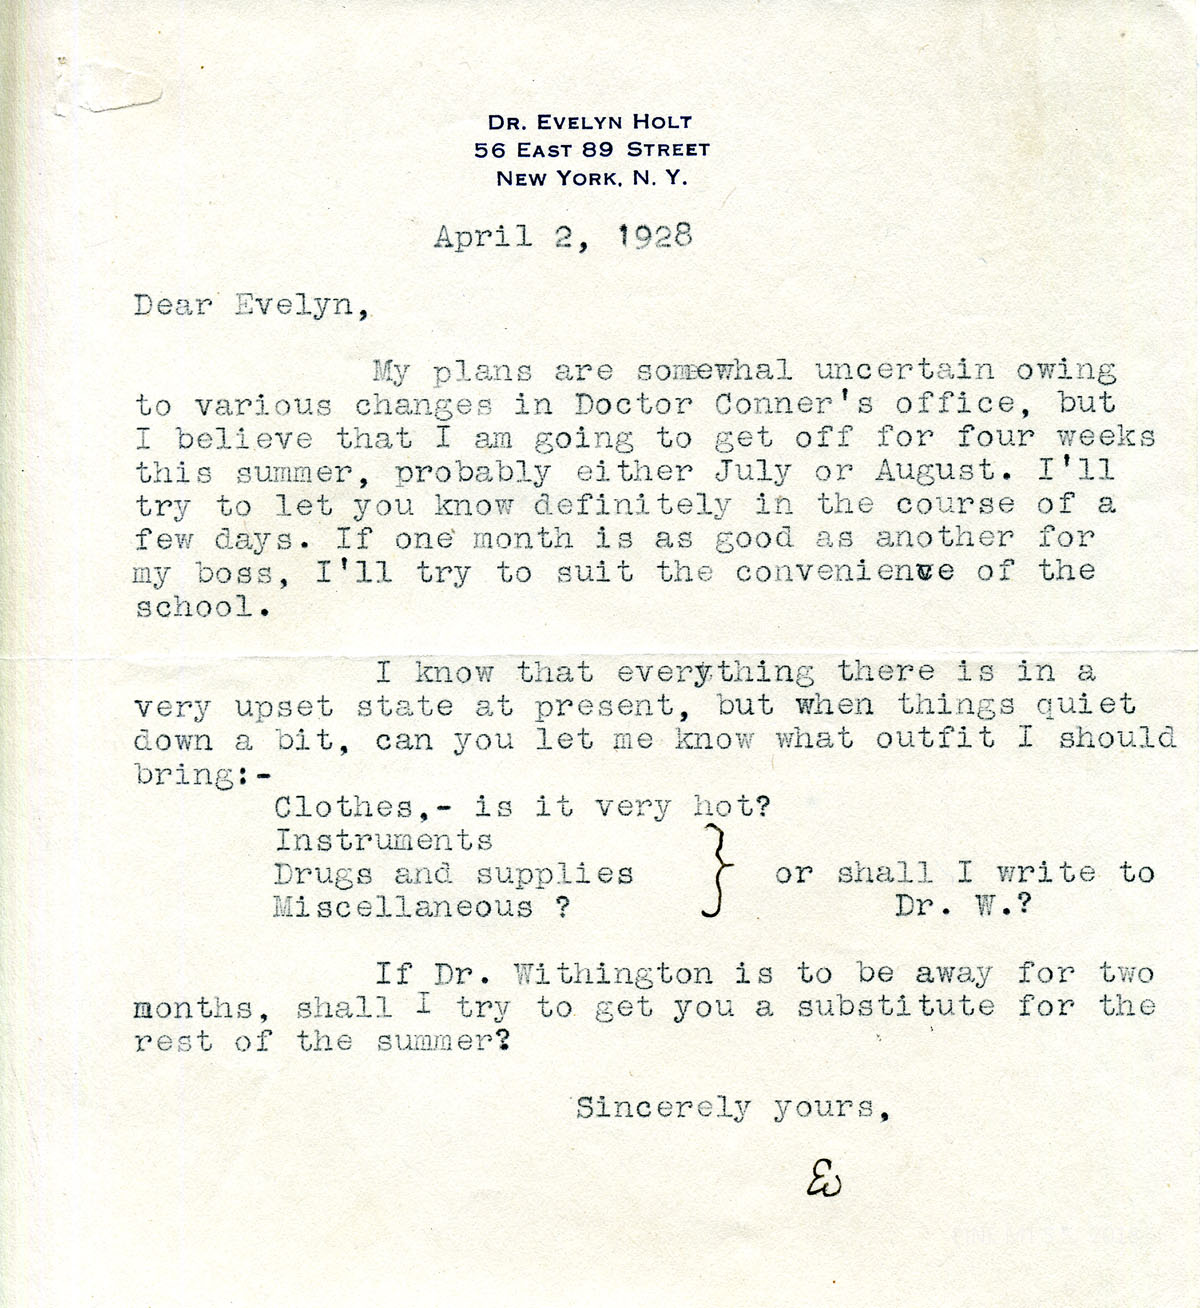 DR. EVELYN HOLT
56 EAST 89 STREET
NEW YORK, N. Y.
April 2, 1928
Dear Evelyn,
My plans are somewhal uncertain owing
to various changes in Doctor Conner's office, but
I believe that I am going to get off for four weeks
this summer, probably either July or August. I'll
try to let you know definitely in the course of a
few days. If one month is as good as another for
my boss, I'll try to suit the convenience of the
school.
I know that everything there is in a
very upset state at present, but when things quiet
down a bit, can you let me know what outfit I should
bring:-
Clothes,- is it very hot?
Instruments
Drugs and supplies } or shall I write to
Miscellaneous ? Dr. W.?
If Dr. Withington is to be away for two
months, shall I try to get you a substitute for the
rest of the summer?
Sincerely yours,